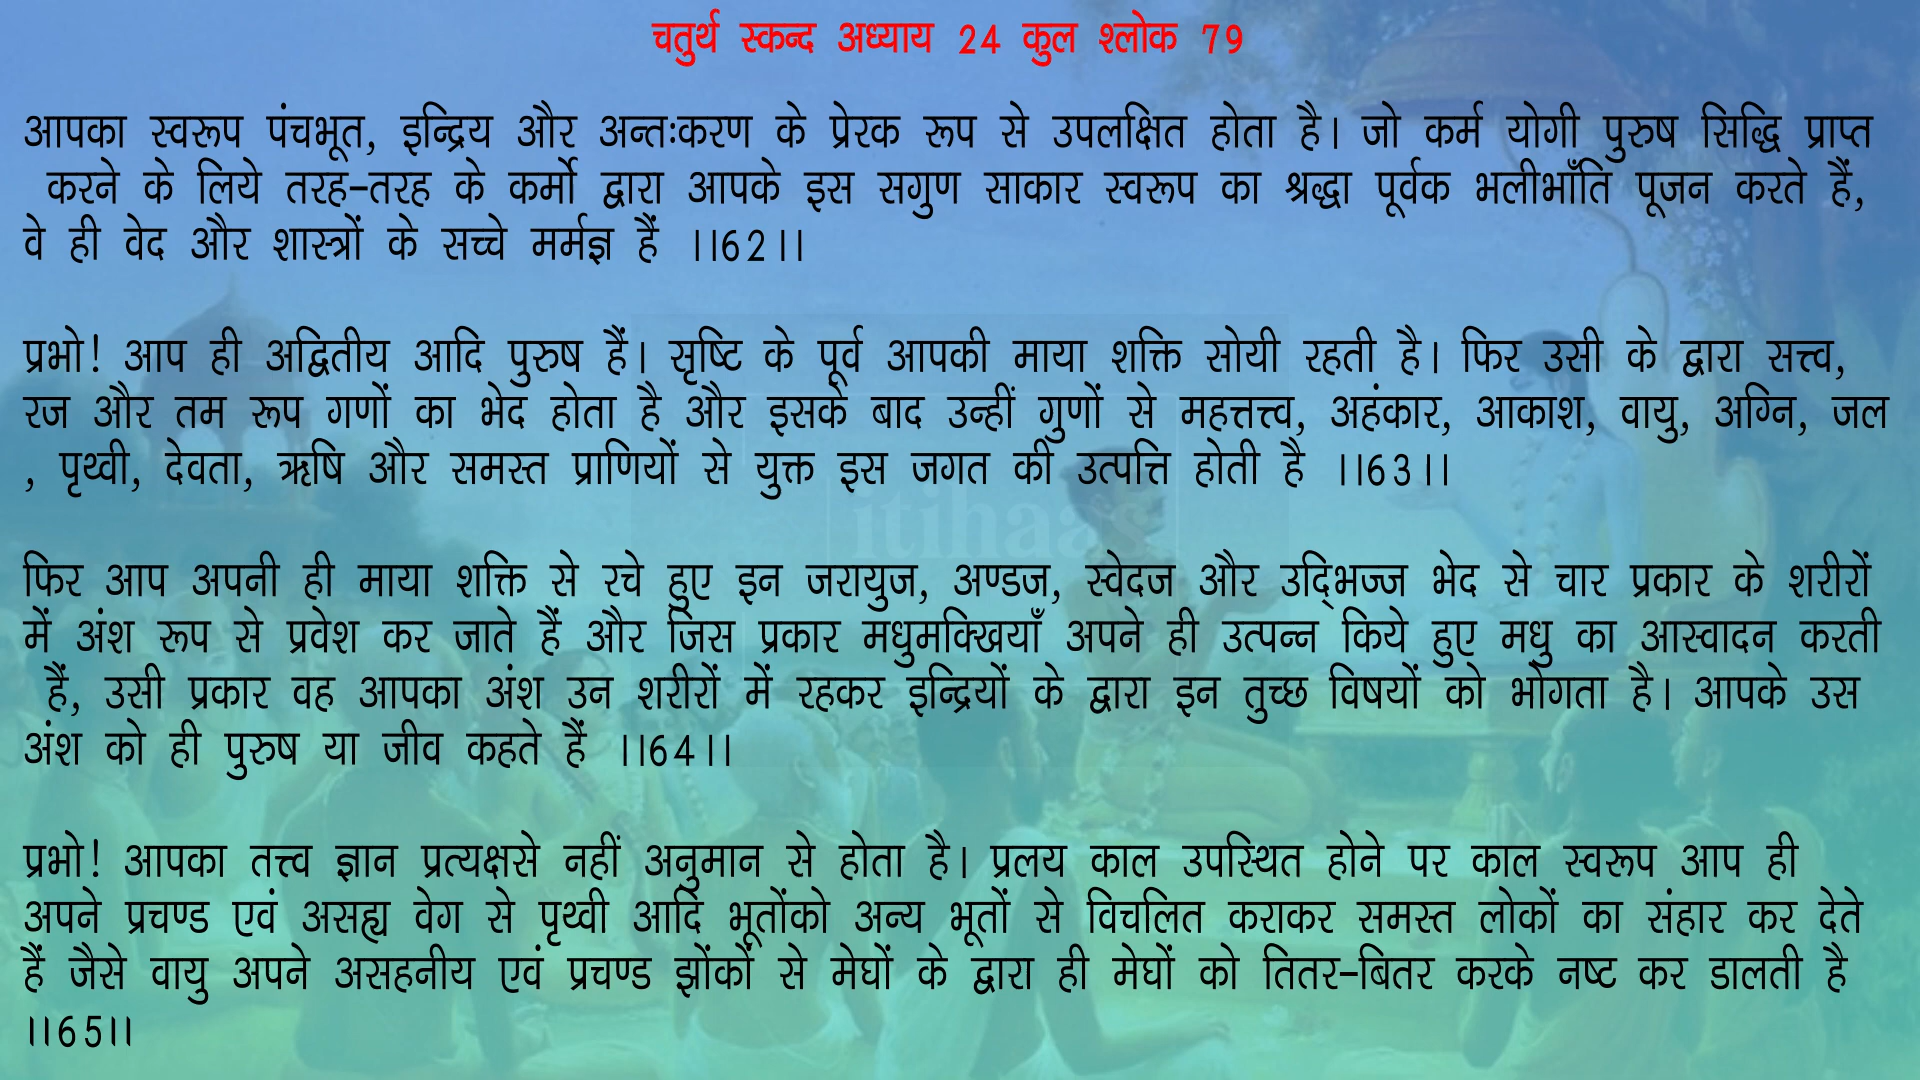 चतुर्थ स्कन्द अध्याय 24 कुल श्लोक 79
आपका स्वरूप पंचभूत, इन्द्रिय और अन्तःकरण के प्रेरक रूप से उपलक्षित होता है। जो कर्म योगी पुरुष सिद्धि प्राप्त
करने के लिये तरह-तरह के कर्मो द्वारा आपके इस सगुण साकार स्वरूप का श्रद्धा पूर्वक भलीभाँति पूजन करते हैं,
वे ही वेद और शास्त्रों के सच्चे मर्मज्ञ हैं ।।62।।
प्रभो! आप ही अद्वितीय आदि पुरुष हैं। सृष्टि के पूर्व आपकी माया शक्ति सोयी रहती है। फिर उसी के द्वारा सत्त्व,
रज और तम रूप गणों का भेद होता है और इसके बाद उन्हीं गुणों से महत्तत्त्व, अहंकार, आकाश, वायु, अग्नि, जल
, पृथ्वी, देवता, ऋषि और समस्त प्राणियों से युक्त इस जगत की उत्पत्ति होती है ।।63।।
itihaas
फिर आप अपनी ही माया शक्ति से रचे हुए इन जरायुज, अण्डज, स्वेदज और उद्भिज्ज भेद से चार प्रकार के शरीरों
में अंश रूप से प्रवेश कर जाते हैं और जिस प्रकार मधुमक्खियाँ अपने ही उत्पन्न किये हुए मधु का आस्वादन करती
हैं, उसी प्रकार वह आपका अंश उन शरीरों में रहकर इन्द्रियों के द्वारा इन तुच्छ विषयों को भोगता है। आपके उस
अंश को ही पुरुष या जीव कहते हैं ।।64।।
प्रभो! आपका तत्त्व ज्ञान प्रत्यक्षसे नहीं अनुमान से होता है। प्रलय काल उपस्थित होने पर काल स्वरूप आप ही
अपने प्रचण्ड एवं असह्य वेग से पृथ्वी आदि भूतोंको अन्य भूतों से विचलित कराकर समस्त लोकों का संहार कर देते
हैं जैसे वायु अपने असहनीय एवं प्रचण्ड झोंकों से मेघों के द्वारा ही मेघों को तितर-बितर करके नष्ट कर डालती है
।।65।।